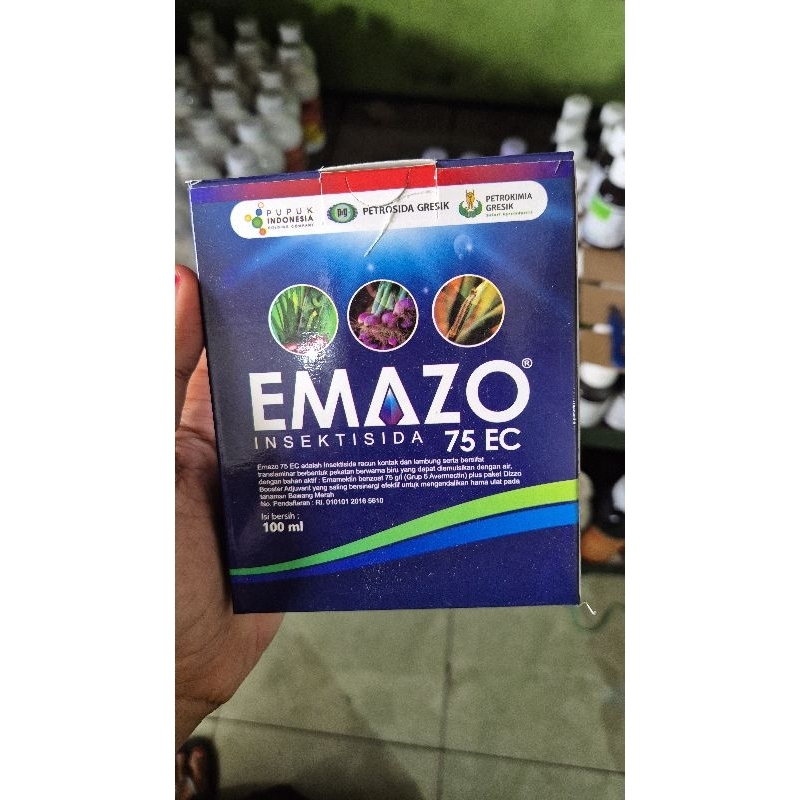 PUPUK
INDONESIA
HOLDING COMPANY
PETROSIDA GRESIK
PETROKIMIA
GRESIK
EMAZO®
INSEKTISIDA 75 EC
Emazo 75 EC adalah Insektisida racun kontak dan lambung serta bersifat
translaminar berbentuk pekatan berwarna biru yang dapat diemulsikan dengan air,
dengan bahan aktif : Emamektin benzoat 75 g/l (Grup 6 Avermectin) plus paket Dizzo
Booster Adjuvant yang saling bersinergi efektif untuk mengendalikan hama ulat pada
tanaman Bawang Merah
No. Pendaftaran : RI. 010101 2016 5610
Isi bersih :
100 ml